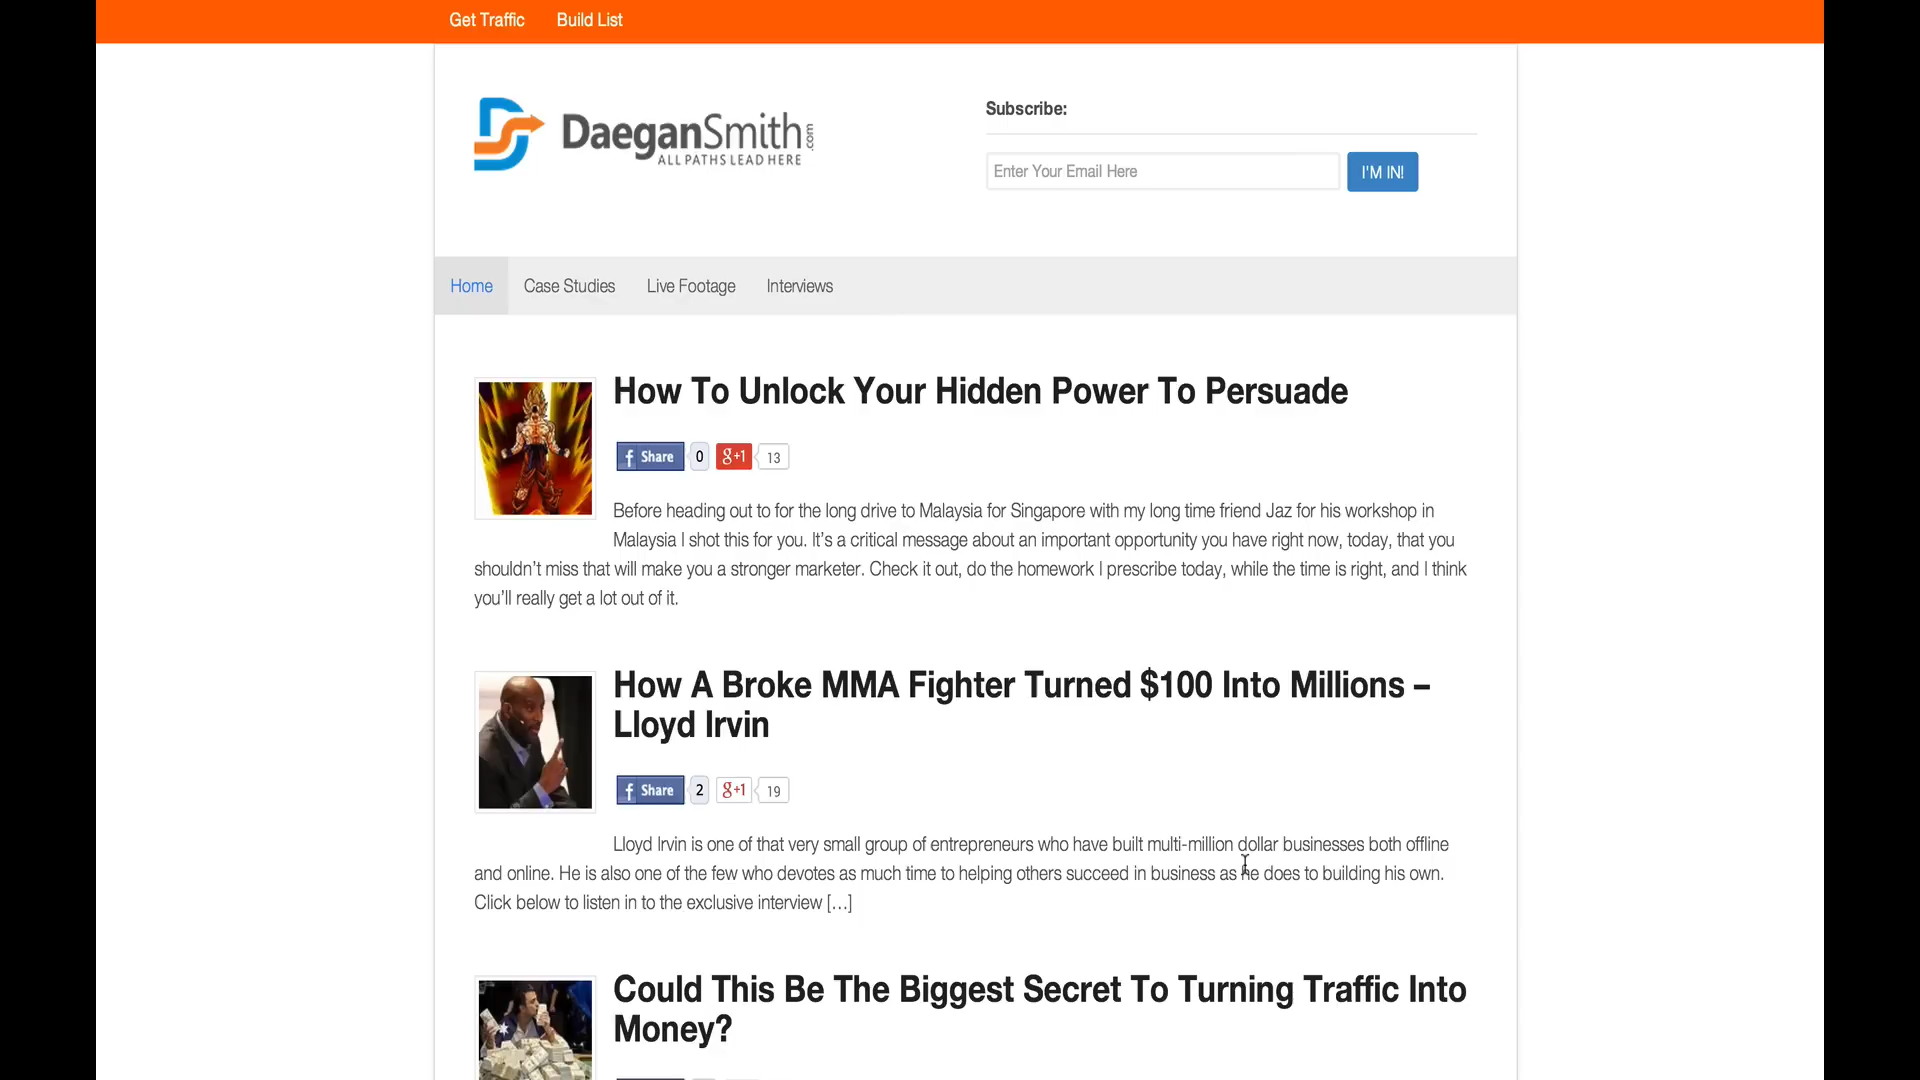 Get Traffic Build List
DaeganSmith.com
ALL PATHS LEAD HERE
Subscribe:
Enter Your Email Here I'M IN!
Home Case Studies Live Footage Interviews
How To Unlock Your Hidden Power To Persuade
f Share 0 g+1 13
Before heading out to for the long drive to Malaysia for Singapore with my long time friend Jaz for his workshop in
Malaysia I shot this for you. It’s a critical message about an important opportunity you have right now, today, that you
shouldn’t miss that will make you a stronger marketer. Check it out, do the homework I prescribe today, while the time is right, and I think
you’ll really get a lot out of it.
How A Broke MMA Fighter Turned $100 Into Millions –
Lloyd Irvin
f Share 2 g+1 19
Lloyd Irvin is one of that very small group of entrepreneurs who have built multi-million dollar businesses both offline
and online. He is also one of the few who devotes as much time to helping others succeed in business as he does to building his own.
Click below to listen in to the exclusive interview […]
Could This Be The Biggest Secret To Turning Traffic Into
Money?